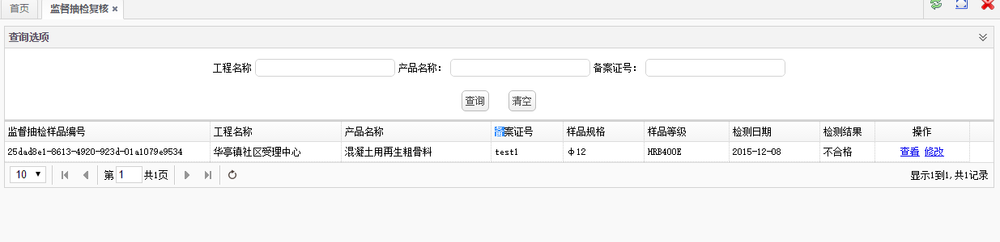 首页 监督抽检复核
查询选项
工程名称 产品名称: 备案证号:
查询 清空
监督抽检样品编号 工程名称 产品名称 备案证号 样品规格 样品等级 检测日期 检测结果 操作
25dad8e1-8613-4920-923d-01a1079e9534 华亭镇社区受理中心 混凝土用再生粗骨料 test1 φ12 HRB400E 2015-12-08 不合格 查看 修改
10 第 1 共1页 显示1到1,共1记录